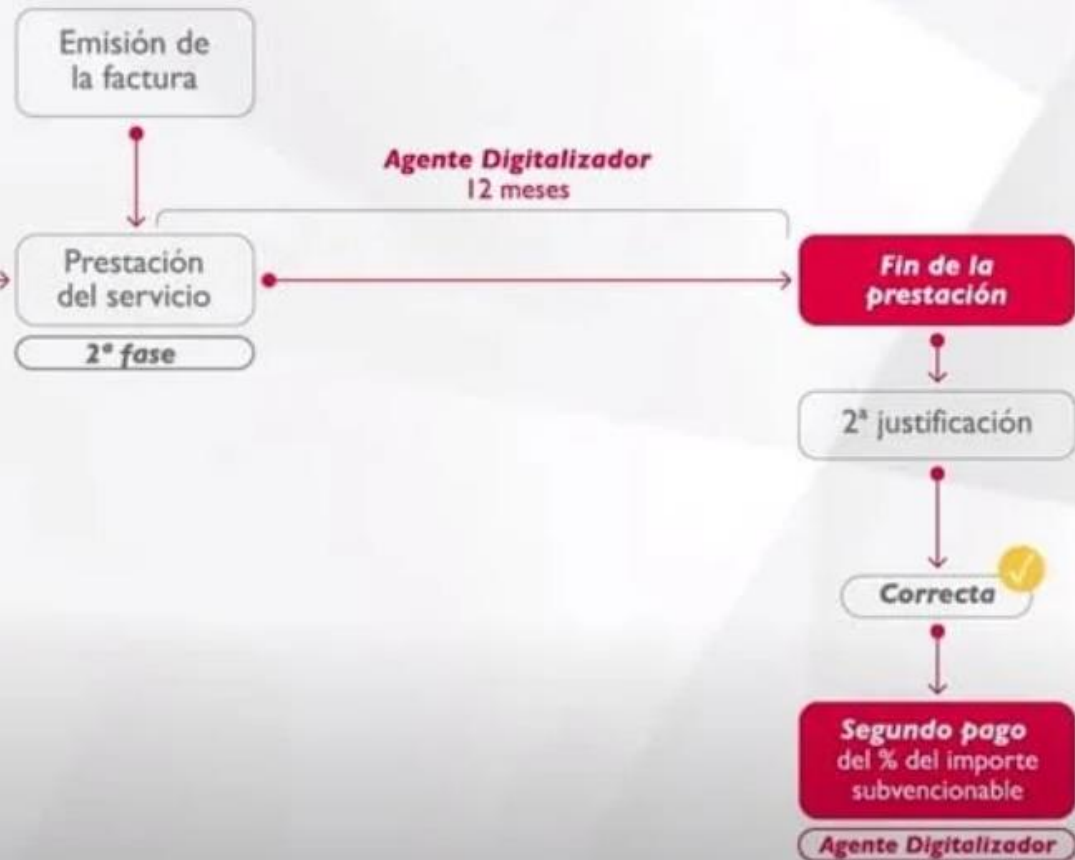 Emisión de
la factura
Agente Digitalizador
12 meses
Prestación
del servicio
2ª fase
Fin de la
prestación
2ª justificación
Correcta
Segundo pago
del % del importe
subvencionable
Agente Digitalizador